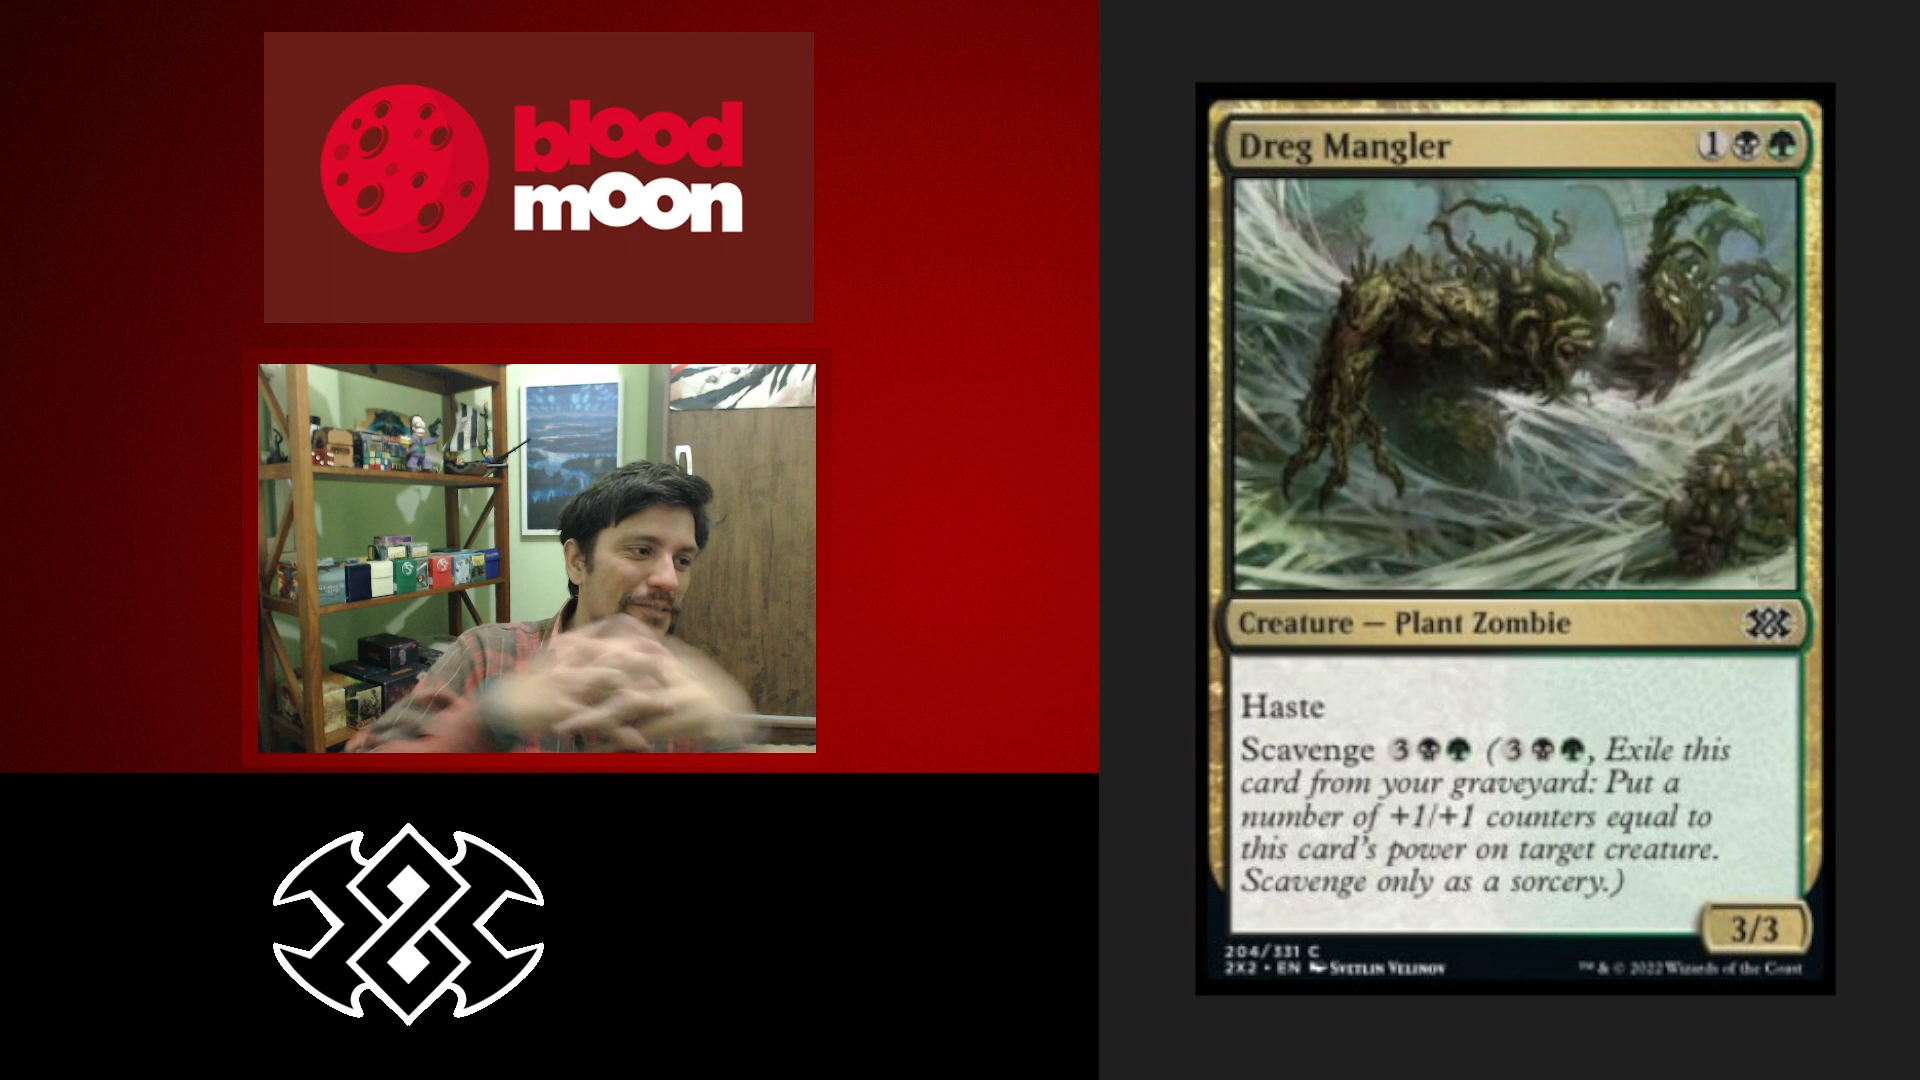 blood
moon
Dreg Mangler 1
Creature — Plant Zombie
Haste
Scavenge 3 (3, Exile this
card from your graveyard: Put a
number of +1/+1 counters equal to
this card's power on target creature.
Scavenge only as a sorcery.)
3/3
204/331 C
2X2 • EN Svetlin Velinov
™ & © 2022 Wizards of the Coast